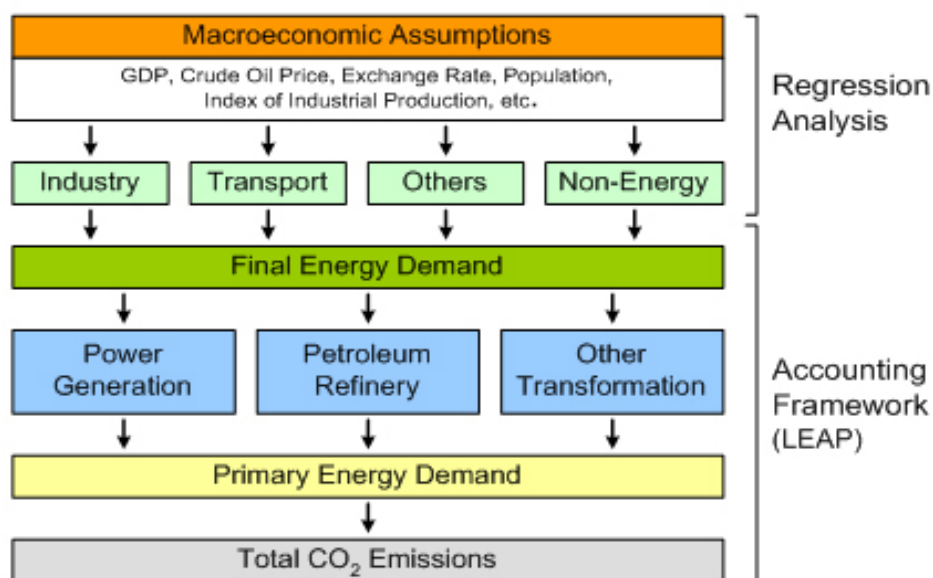 Macroeconomic Assumptions
GDP, Crude Oil Price, Exchange Rate, Population,
Index of Industrial Production, etc.
Regression
Analysis
Industry
Transport
Others
Non-Energy
Final Energy Demand
Power
Generation
Petroleum
Refinery
Other
Transformation
Accounting
Framework
(LEAP)
Primary Energy Demand
Total CO₂ Emissions